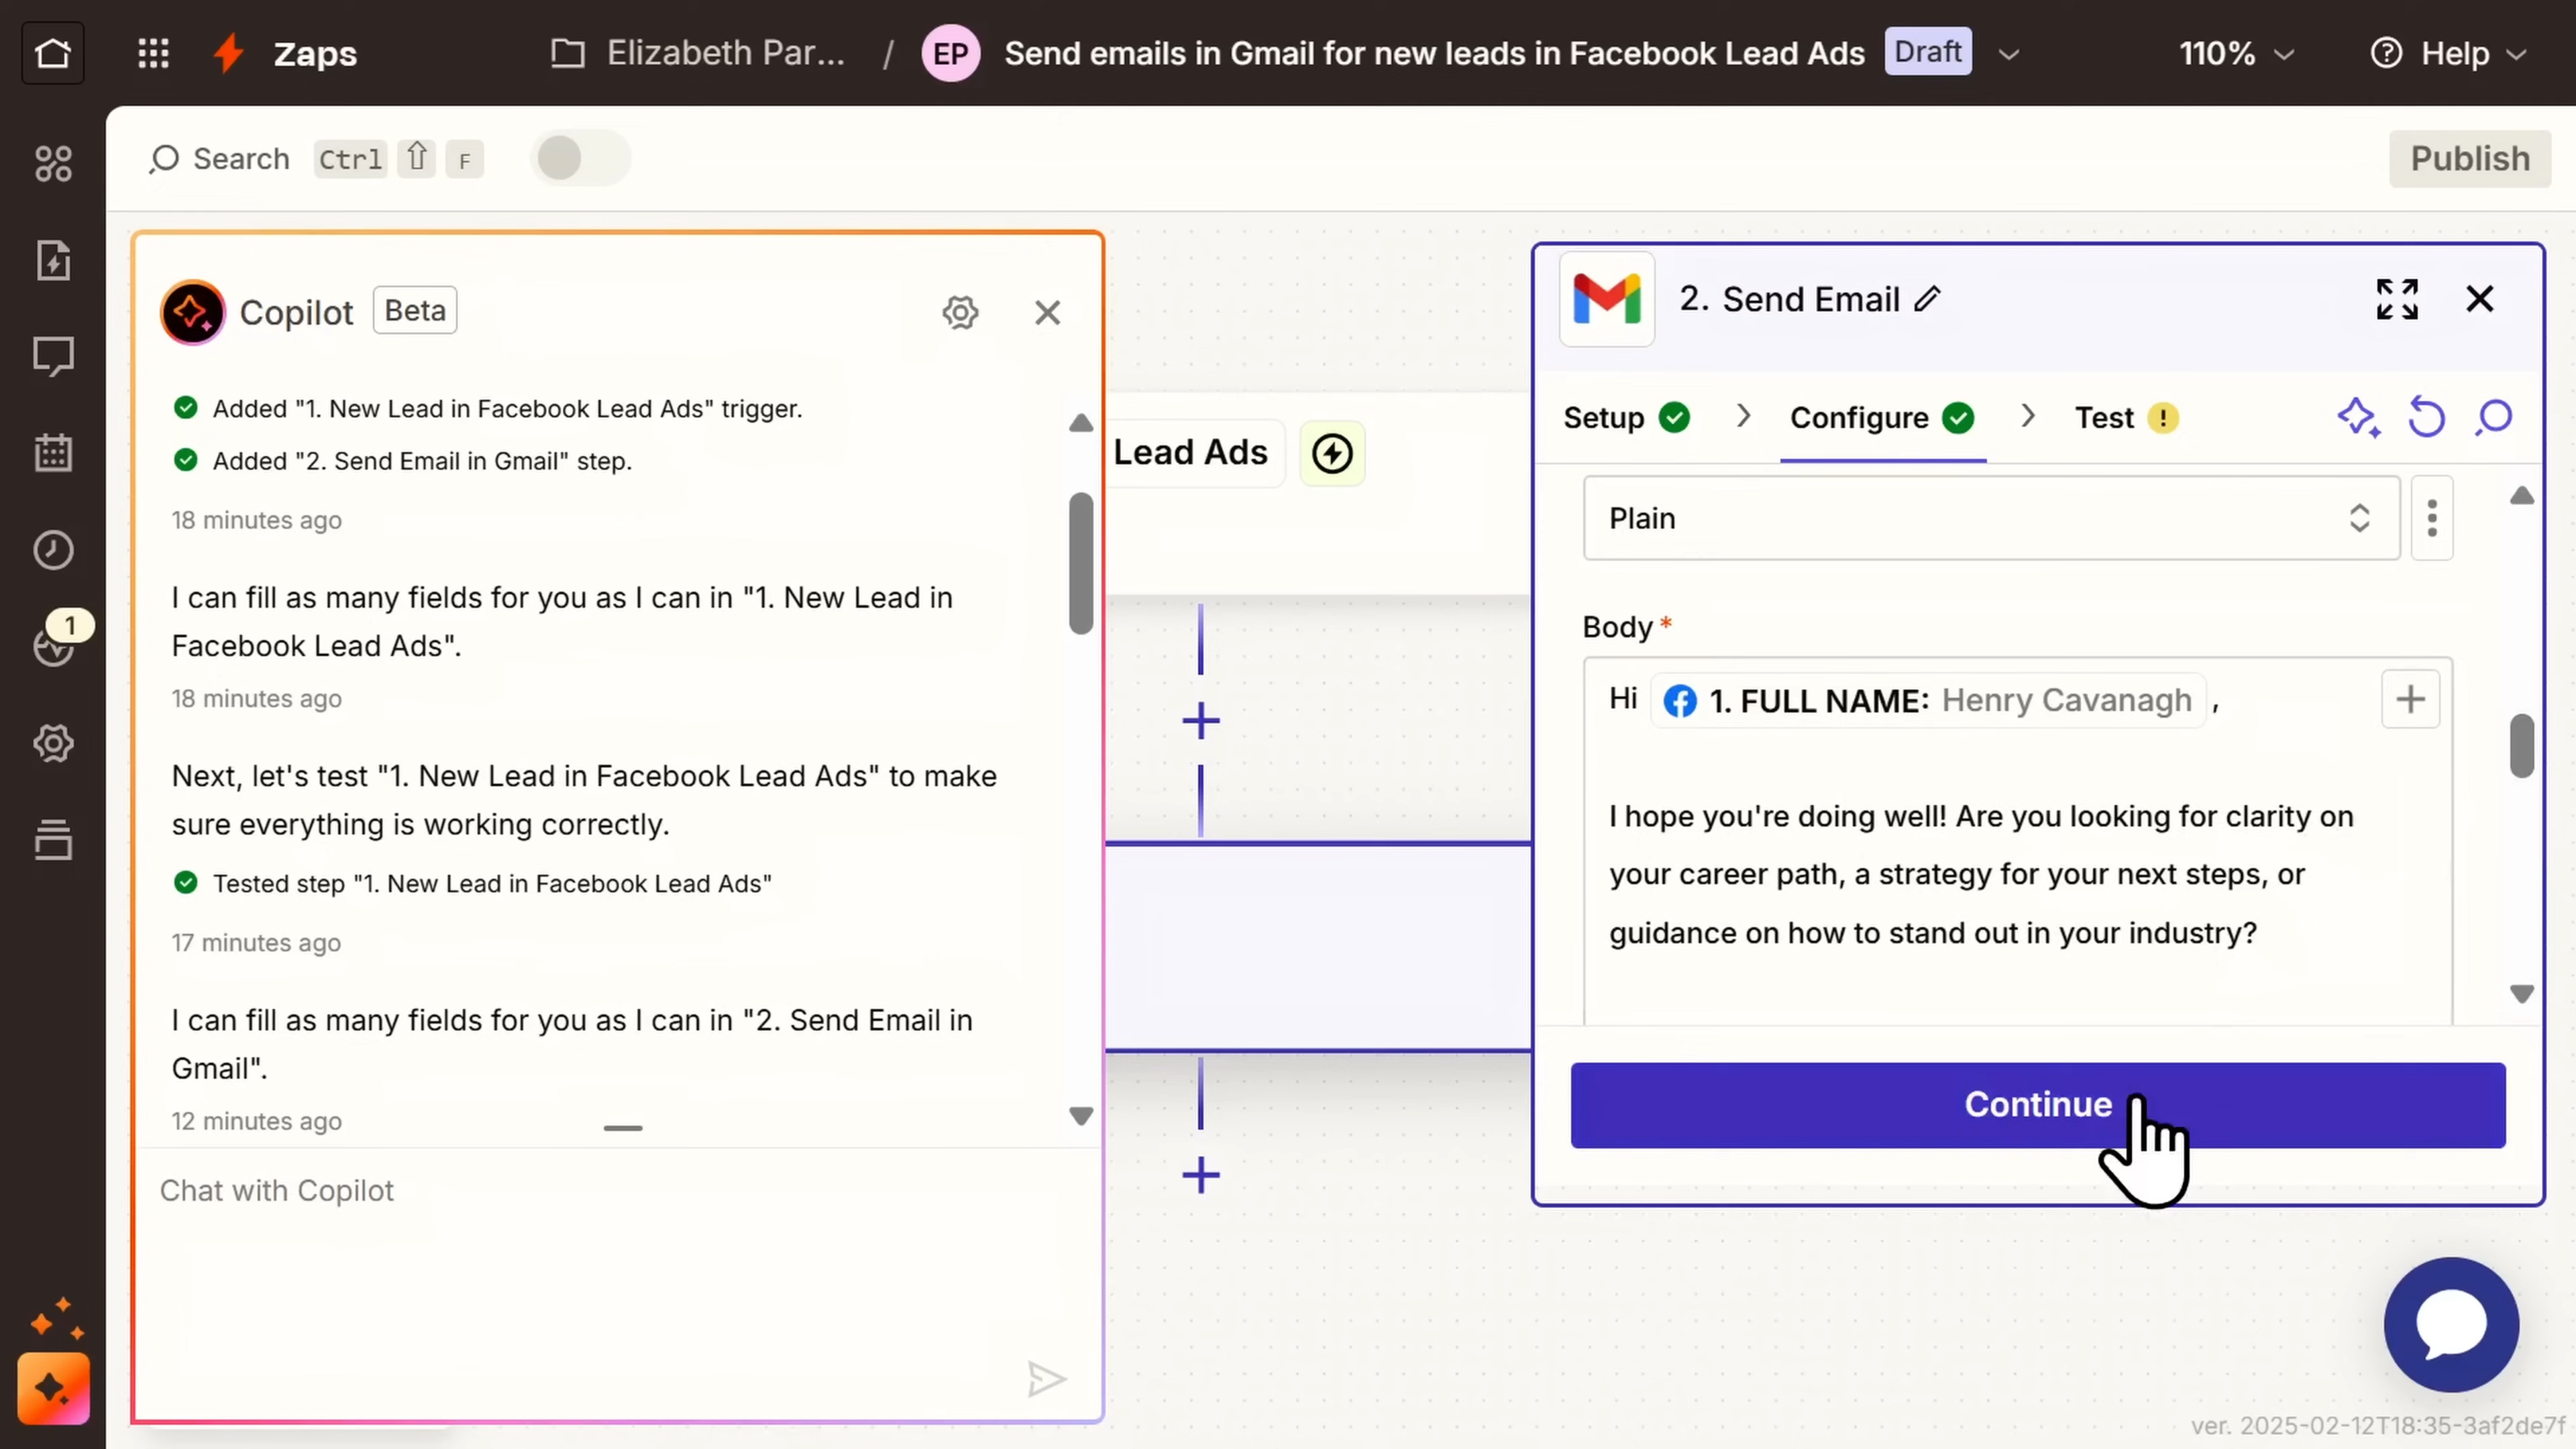 Zaps
Elizabeth Par... / EP Send emails in Gmail for new leads in Facebook Lead Ads Draft
110%
Help
Search Ctrl ⇧ F
Publish
Copilot Beta
Added "1. New Lead in Facebook Lead Ads" trigger.
Added "2. Send Email in Gmail" step.
18 minutes ago
I can fill as many fields for you as I can in "1. New Lead in
Facebook Lead Ads".
18 minutes ago
Next, let's test "1. New Lead in Facebook Lead Ads" to make
sure everything is working correctly.
Tested step "1. New Lead in Facebook Lead Ads"
17 minutes ago
I can fill as many fields for you as I can in "2. Send Email in
Gmail".
12 minutes ago
Chat with Copilot
1
Lead Ads
2. Send Email
Setup
Configure
Test
Plain
Body *
Hi 1. FULL NAME: Henry Cavanagh ,
I hope you're doing well! Are you looking for clarity on
your career path, a strategy for your next steps, or
guidance on how to stand out in your industry?
Continue
ver. 2025-02-12T18:35-3af2de7f